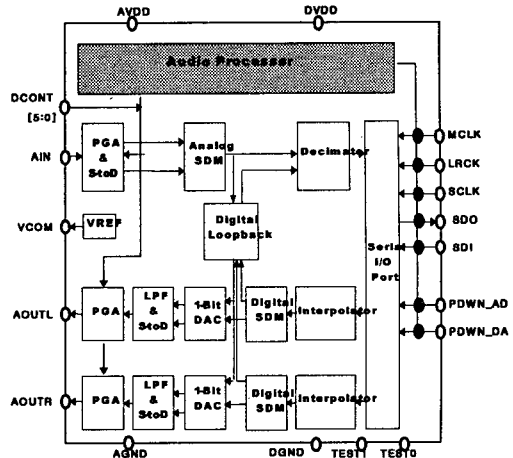 AVDD
DVDD
Audio Processor
DCONT
[5:0]
AIN
PGA
&
StoD
Analog
SDM
Decimator
MCLK
LRCK
SCLK
SDO
SDI
VCOM
VREF
Digital
Loopback
Serial
I/O
Port
AOUTL
PGA
LPF
&
StoD
1-Bit
DAC
Digital
SDM
Interpolator
PDWN_AD
PDWN_DA
AOUTR
PGA
LPF
&
StoD
1-Bit
DAC
Digital
SDM
Interpolator
AGND
DGND
TEST1
TEST0